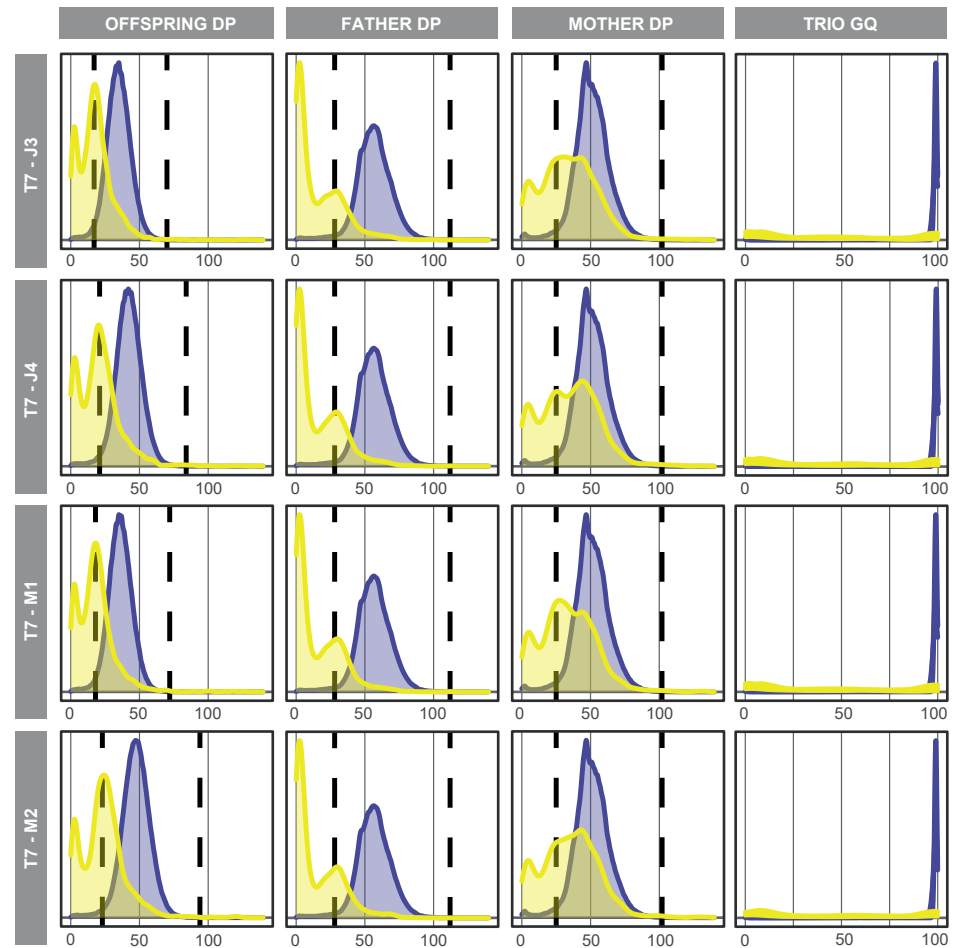 OFFSPRING DP FATHER DP MOTHER DP TRIO GQ
T7 - J3
0 50 100 0 50 100 0 50 100 0 50 100
T7 - J4
0 50 100 0 50 100 0 50 100 0 50 100
T7 - M1
0 50 100 0 50 100 0 50 100 0 50 100
T7 - M2
0 50 100 0 50 100 0 50 100 0 50 100